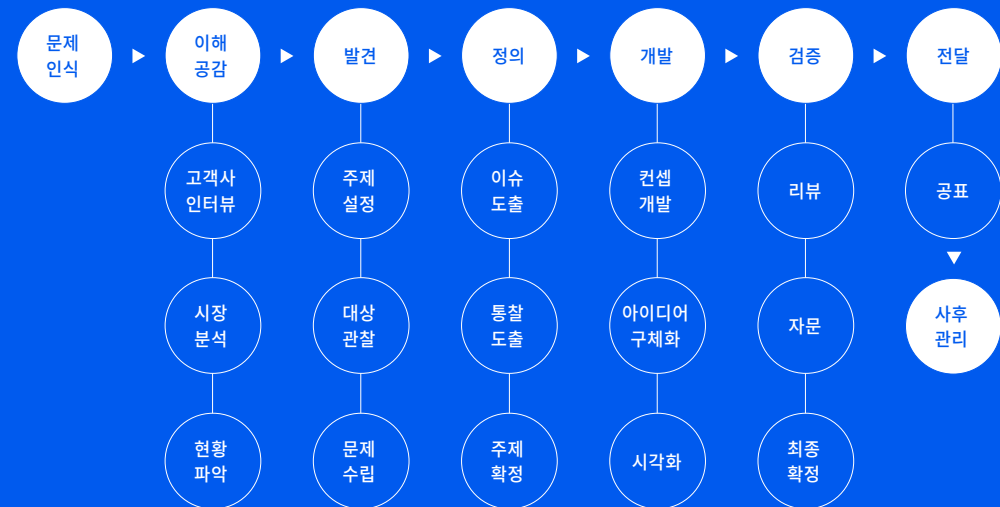 문제
인식
이해
공감
발견
정의
개발
검증
전달
고객사
인터뷰
주제
설정
이슈
도출
컨셉
개발
리뷰
공표
시장
분석
대상
관찰
통찰
도출
아이디어
구체화
자문
사후
관리
현황
파악
문제
수립
주제
확정
시각화
최종
확정